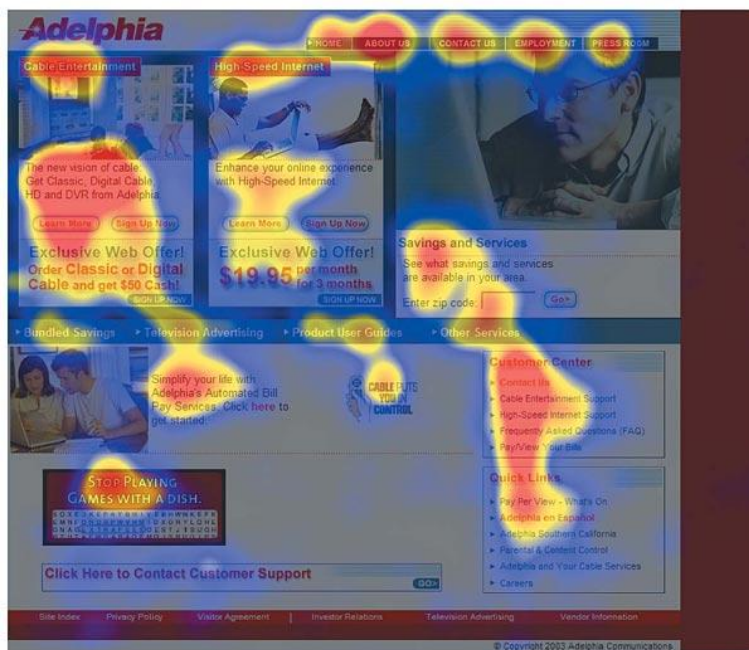 Adelphia
HOME ABOUT US CONTACT US EMPLOYMENT PRESS ROOM
Cable Entertainment
The new vision of cable.
Get Classic, Digital Cable,
HD and DVR from Adelphia.
Learn More Sign Up Now
Exclusive Web Offer!
Order Classic or Digital
Cable and get $50 Cash!
SIGN UP NOW
High-Speed Internet
Enhance your online experience
with High-Speed Internet.
Learn More Sign Up Now
Exclusive Web Offer!
$19.95 per month
for 3 months
SIGN UP NOW
Savings and Services
See what savings and services
are available in your area.
Enter zip code: Go>
Bundled Savings Television Advertising Product User Guides Other Services
Simplify your life with
Adelphia's Automated Bill
Pay Services. Click here to
get started.
CABLE PUTS
YOU IN
CONTROL
STOP PLAYING
GAMES WITH A DISH.
Click Here to Contact Customer Support
GO>
Customer Center
Contact Us
Cable Entertainment Support
High-Speed Internet Support
Frequently Asked Questions (FAQ)
Pay/View Your Bills
Quick Links
Pay Per View - What's On
Adelphia en Español
Adelphia Southern California
Parental & Content Control
Adelphia and Your Cable Services
Careers
Site Index Privacy Policy Visitor Agreement | Investor Relations Television Advertising Vendor Information
© Copyright 2003 Adelphia Communications